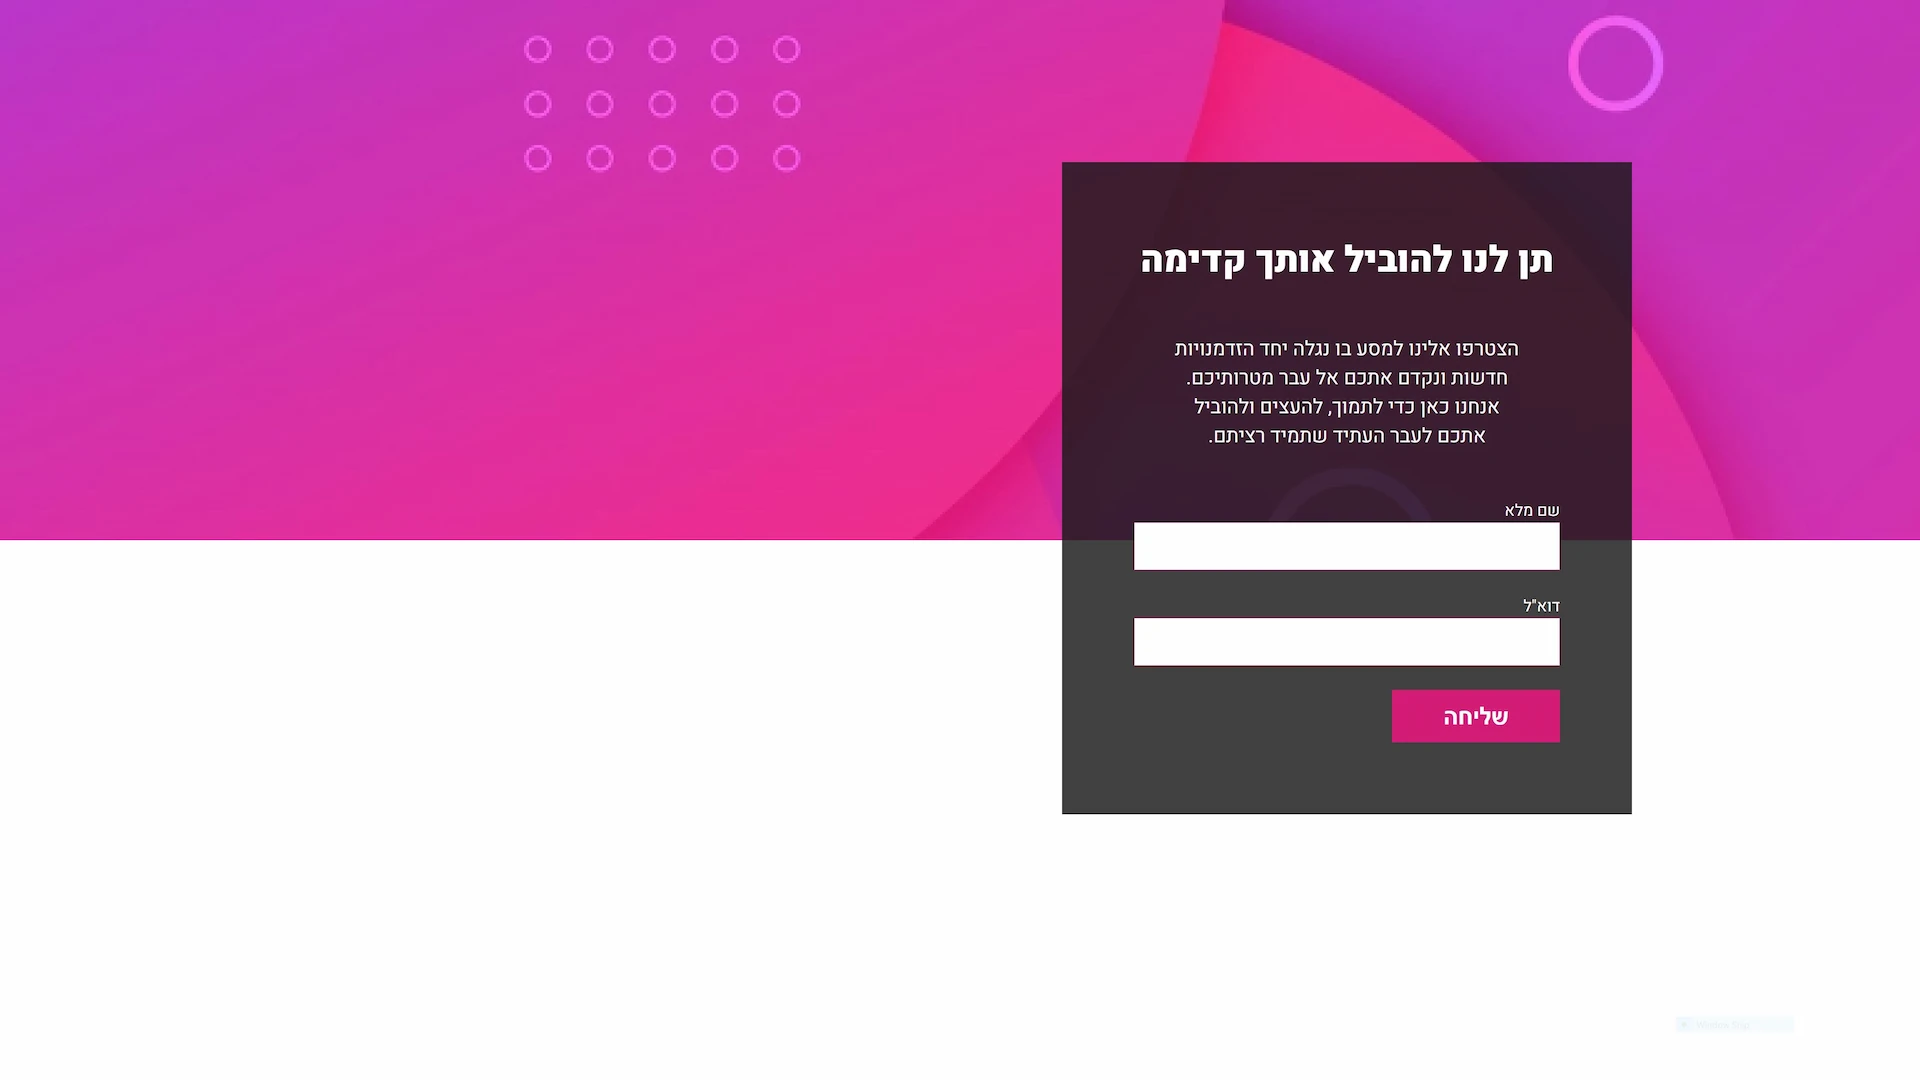 תן לנו להוביל אותך קדימה
הצטרפו אלינו למסע בו נגלה יחד הזדמנויות
חדשות ונקדם אתכם אל עבר מטרותיכם.
אנחנו כאן כדי לתמוך, להעצים ולהוביל
אתכם לעבר העתיד שתמיד רציתם.
שם מלא
דוא"ל
שליחה